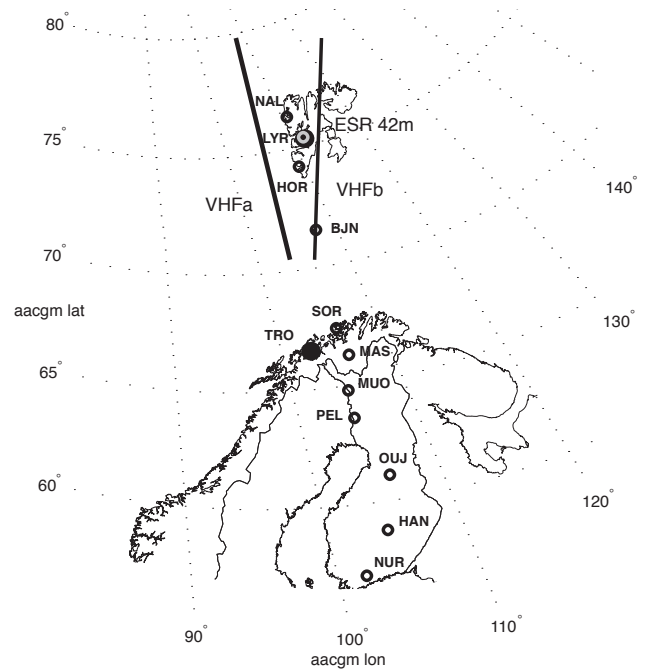 80°
NAL
ESR 42m
75°
LYR
HOR
140°
VHFa
VHFb
BJN
70°
aacgm lat
SOR
130°
TRO
MAS
65°
MUO
PEL
OUJ
60°
120°
HAN
NUR
90°
100°
110°
aacgm lon